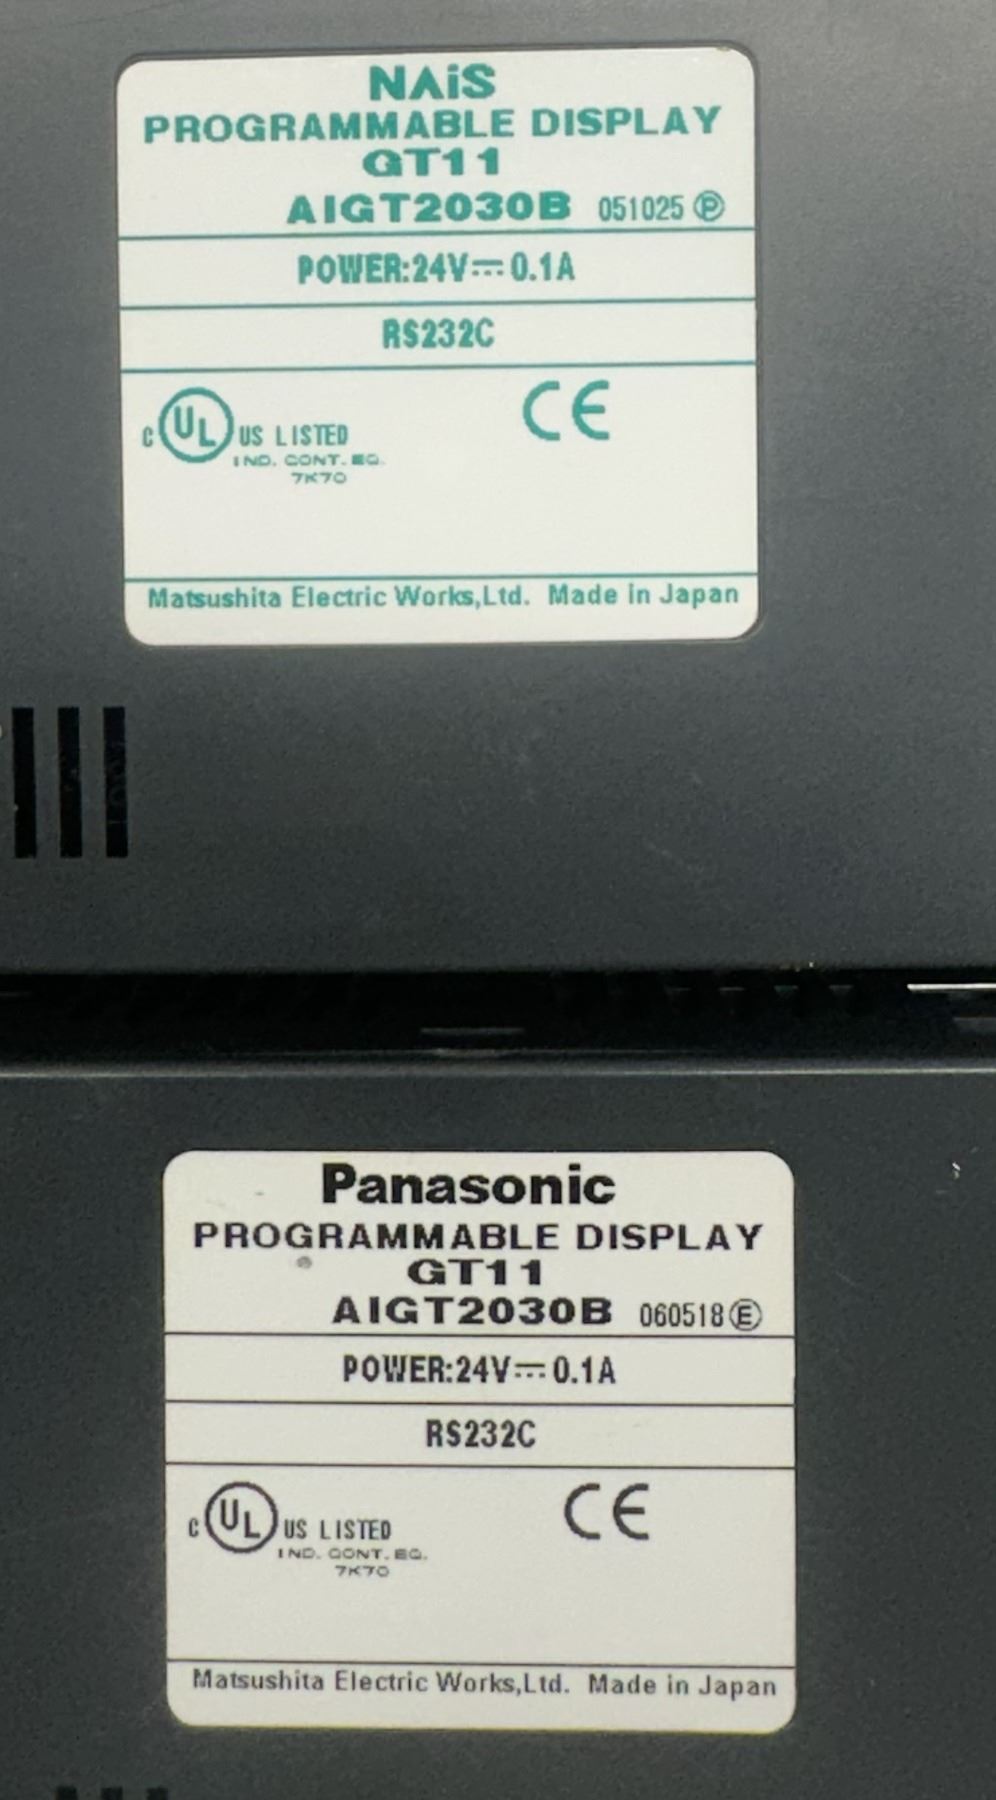 NAiS
PROGRAMMABLE DISPLAY
GT11
AIGT2030B 051025 Ⓟ
POWER:24V⎓0.1A
RS232C
C UL US LISTED CE
IND. CONT. EQ.
7K70
Matsushita Electric Works,Ltd. Made in Japan
Panasonic
PROGRAMMABLE DISPLAY
GT11
AIGT2030B 060518 Ⓔ
POWER:24V⎓0.1A
RS232C
C UL US LISTED CE
IND. CONT. EQ.
7K70
Matsushita Electric Works,Ltd. Made in Japan